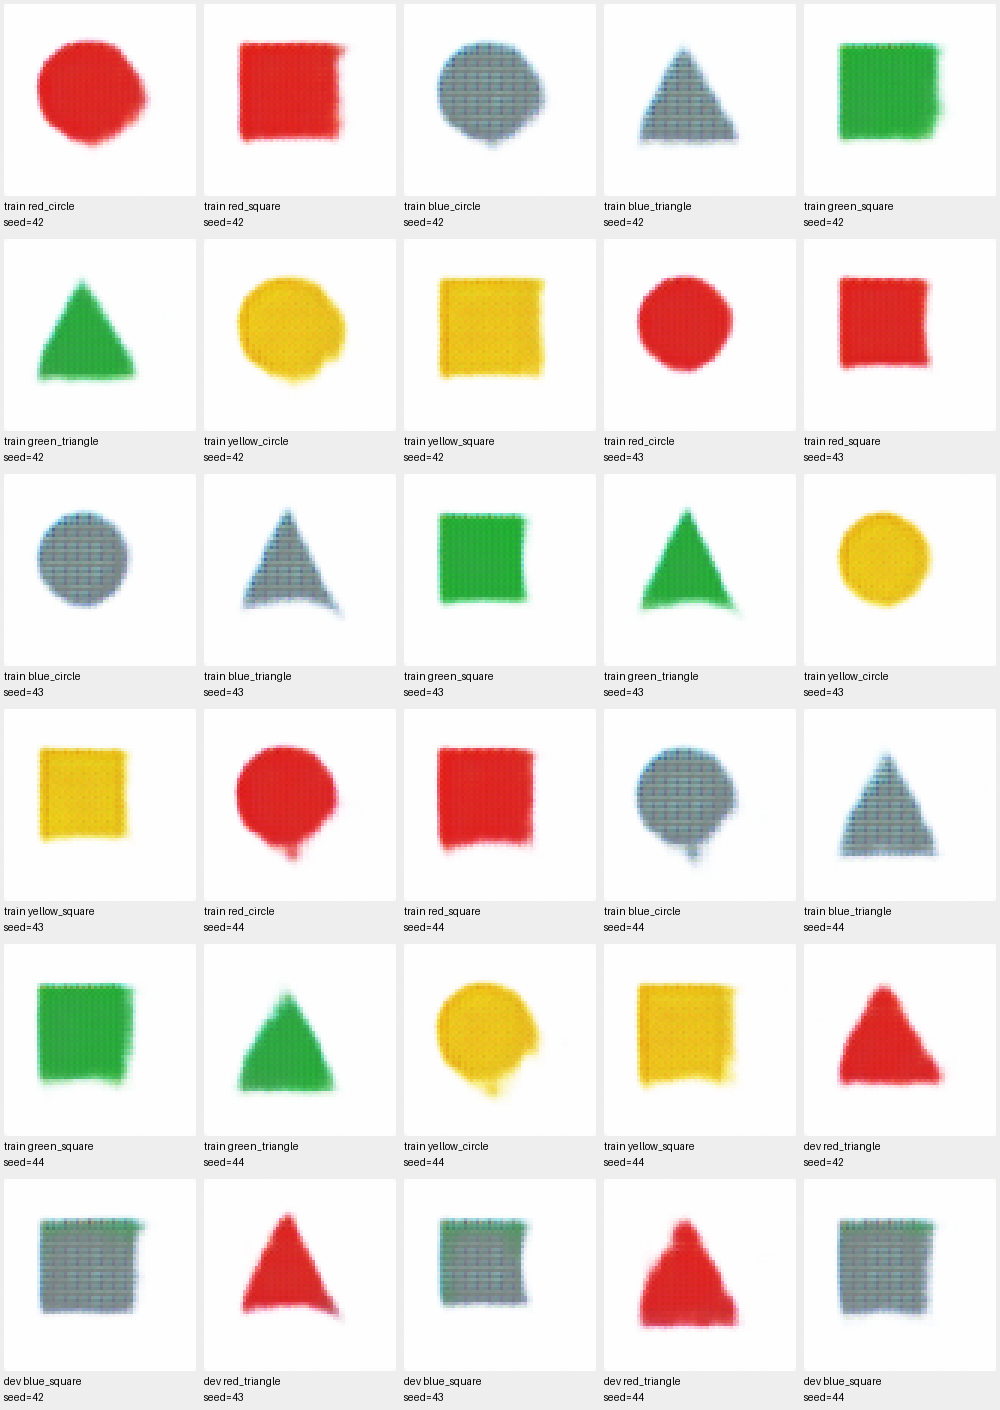 train red_circle
seed=42
train red_square
seed=42
train blue_circle
seed=42
train blue_triangle
seed=42
train green_square
seed=42
train green_triangle
seed=42
train yellow_circle
seed=42
train yellow_square
seed=42
train red_circle
seed=43
train red_square
seed=43
train blue_circle
seed=43
train blue_triangle
seed=43
train green_square
seed=43
train green_triangle
seed=43
train yellow_circle
seed=43
train yellow_square
seed=43
train red_circle
seed=44
train red_square
seed=44
train blue_circle
seed=44
train blue_triangle
seed=44
train green_square
seed=44
train green_triangle
seed=44
train yellow_circle
seed=44
train yellow_square
seed=44
dev red_triangle
seed=42
dev blue_square
seed=42
dev red_triangle
seed=43
dev blue_square
seed=43
dev red_triangle
seed=44
dev blue_square
seed=44